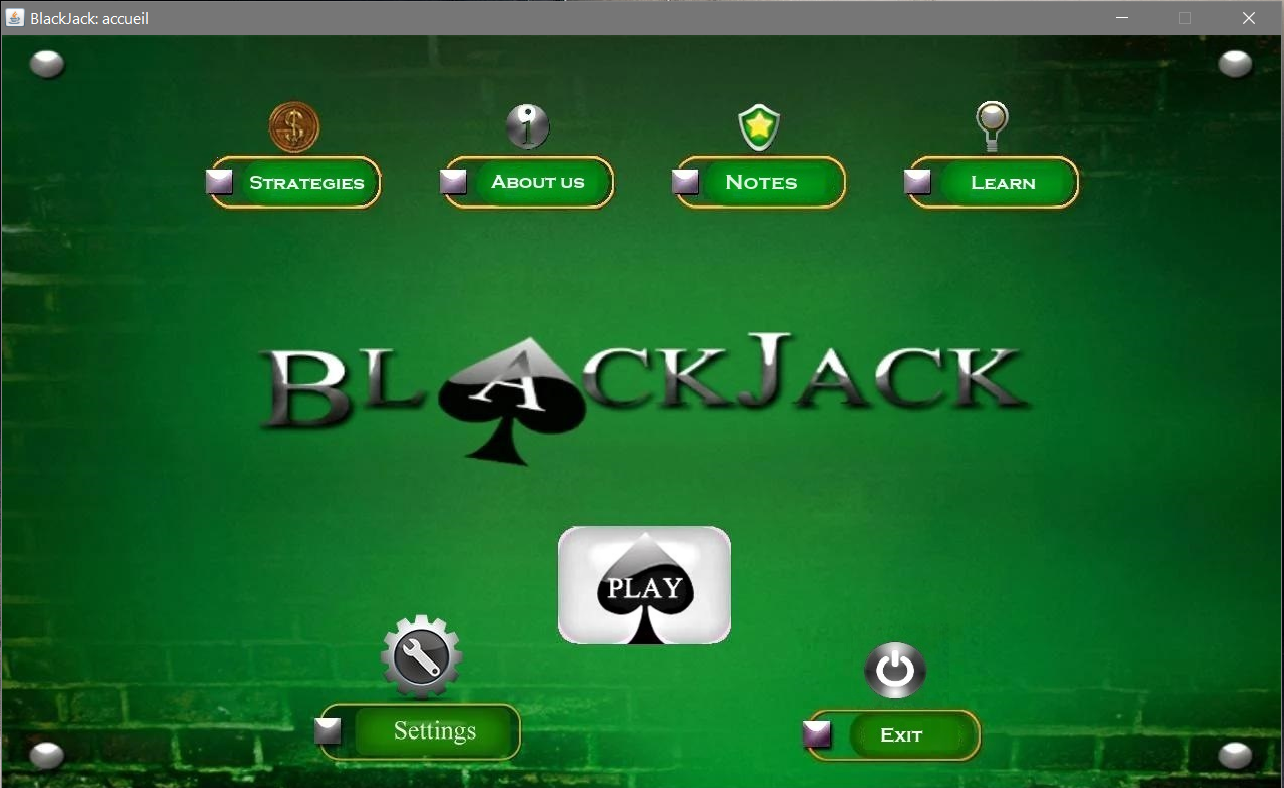 BlackJack: accueil
STRATEGIES
ABOUT US
NOTES
LEARN
BLACKJACK
PLAY
Settings
EXIT